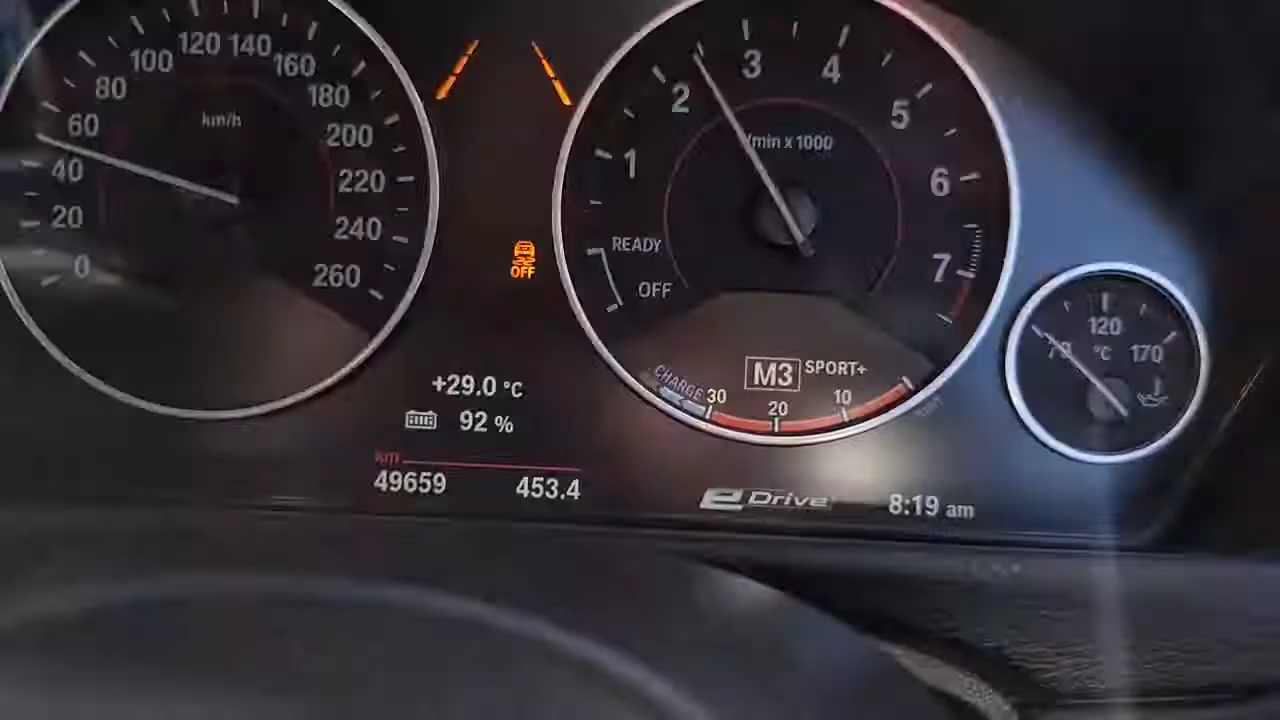 0
20
40
60
80
100
120
140
160
180
200
220
240
260
km/h
OFF
+29.0 °C
92 %
km
49659 453.4
READY
OFF
1
2
3
4
5
6
7
/min x 1000
M3 SPORT+
CHARGE
30
20
10
eDrive
8:19 am
70
120
170
°C